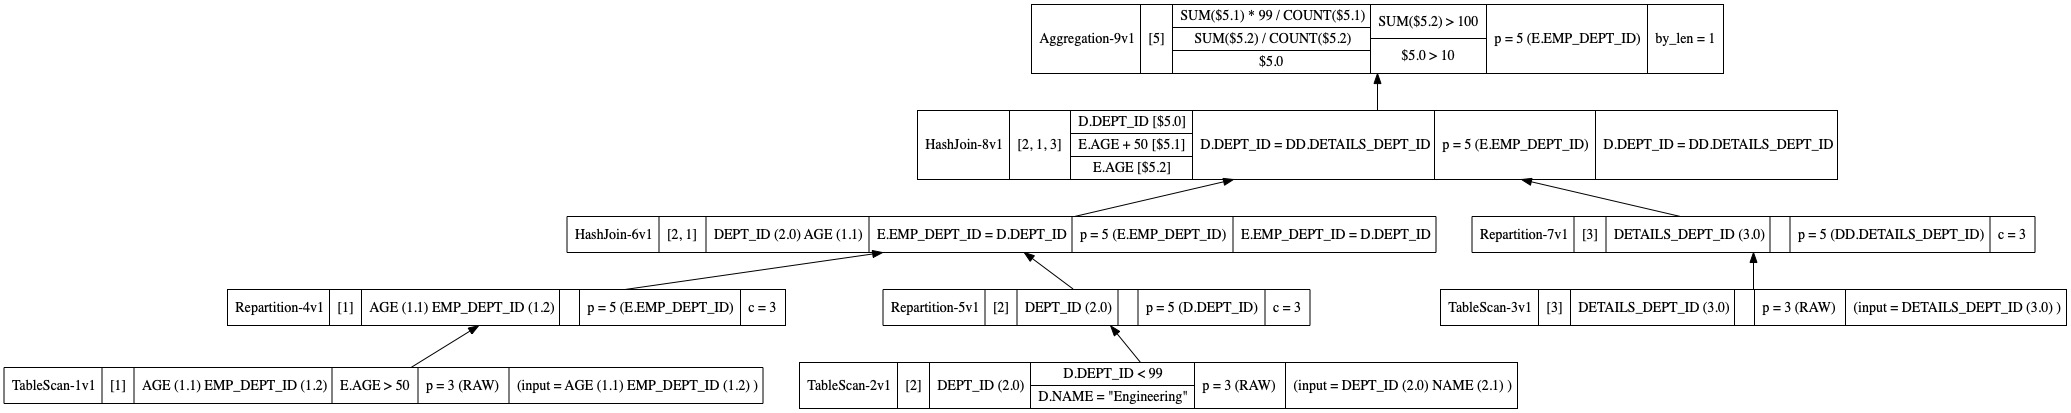 Aggregation-9v1
[5]
SUM($5.1) * 99 / COUNT($5.1)
SUM($5.2) / COUNT($5.2)
$5.0
SUM($5.2) > 100
$5.0 > 10
p = 5 (E.EMP_DEPT_ID)
by_len = 1
HashJoin-8v1
[2, 1, 3]
D.DEPT_ID [$5.0]
E.AGE + 50 [$5.1]
E.AGE [$5.2]
D.DEPT_ID = DD.DETAILS_DEPT_ID
p = 5 (E.EMP_DEPT_ID)
D.DEPT_ID = DD.DETAILS_DEPT_ID
HashJoin-6v1
[2, 1]
DEPT_ID (2.0) AGE (1.1)
E.EMP_DEPT_ID = D.DEPT_ID
p = 5 (E.EMP_DEPT_ID)
E.EMP_DEPT_ID = D.DEPT_ID
Repartition-7v1
[3]
DETAILS_DEPT_ID (3.0)
p = 5 (DD.DETAILS_DEPT_ID)
c = 3
Repartition-4v1
[1]
AGE (1.1) EMP_DEPT_ID (1.2)
p = 5 (E.EMP_DEPT_ID)
c = 3
Repartition-5v1
[2]
DEPT_ID (2.0)
p = 5 (D.DEPT_ID)
c = 3
TableScan-3v1
[3]
DETAILS_DEPT_ID (3.0)
p = 3 (RAW)
(input = DETAILS_DEPT_ID (3.0) )
TableScan-1v1
[1]
AGE (1.1) EMP_DEPT_ID (1.2)
E.AGE > 50
p = 3 (RAW)
(input = AGE (1.1) EMP_DEPT_ID (1.2) )
TableScan-2v1
[2]
DEPT_ID (2.0)
D.DEPT_ID < 99
D.NAME = "Engineering"
p = 3 (RAW)
(input = DEPT_ID (2.0) NAME (2.1) )